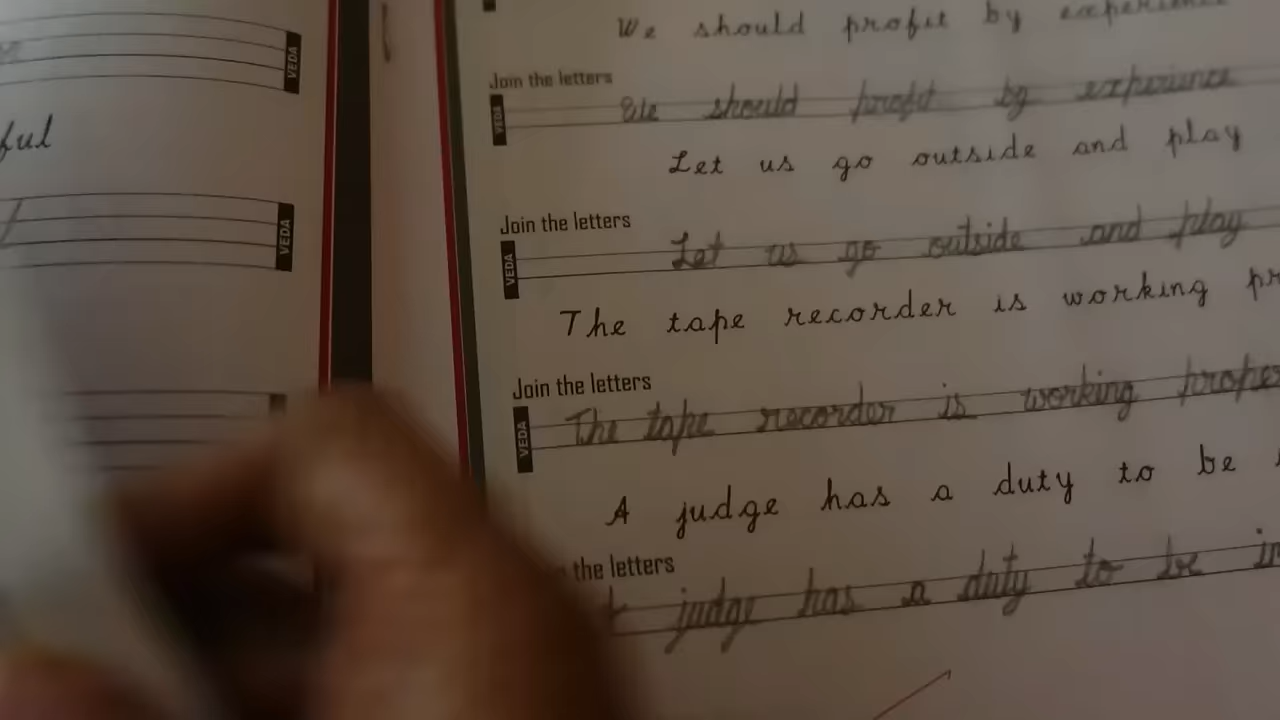 ful
VEDA
VEDA
We should profit by
Join the letters
VEDA
We should profit by experience
Let us go outside and play
Join the letters
VEDA
Let us go outside and play
The tape recorder is working pr
Join the letters
VEDA
The tape recorder is working proper
A judge has a duty to be
the letters
judge has a duty to be in